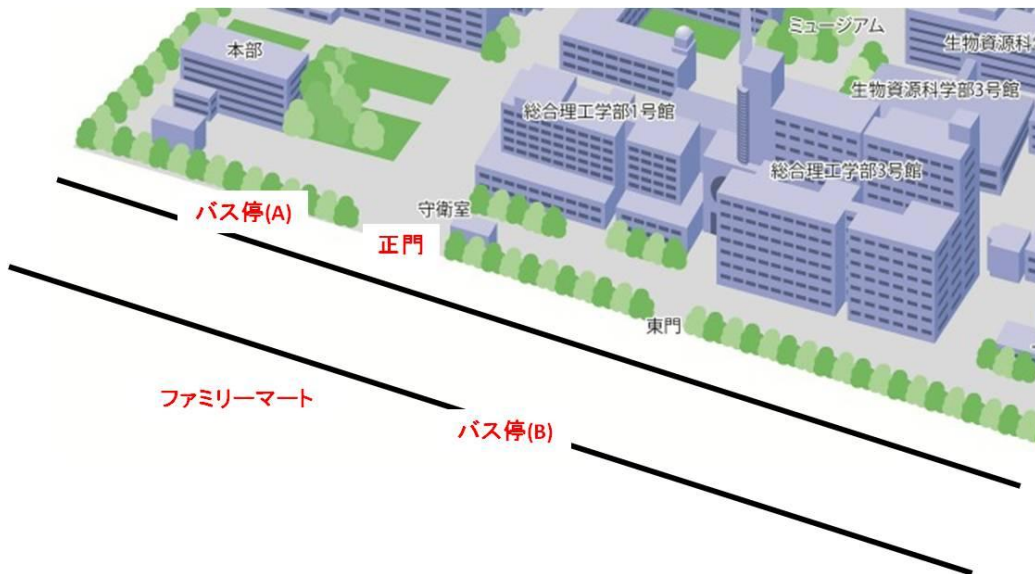 ミュージアム
本部
生物資源科
生物資源科学部3号館
総合理工学部1号館
総合理工学部3号館
バス停(A)
守衛室
正門
東門
ファミリーマート
バス停(B)